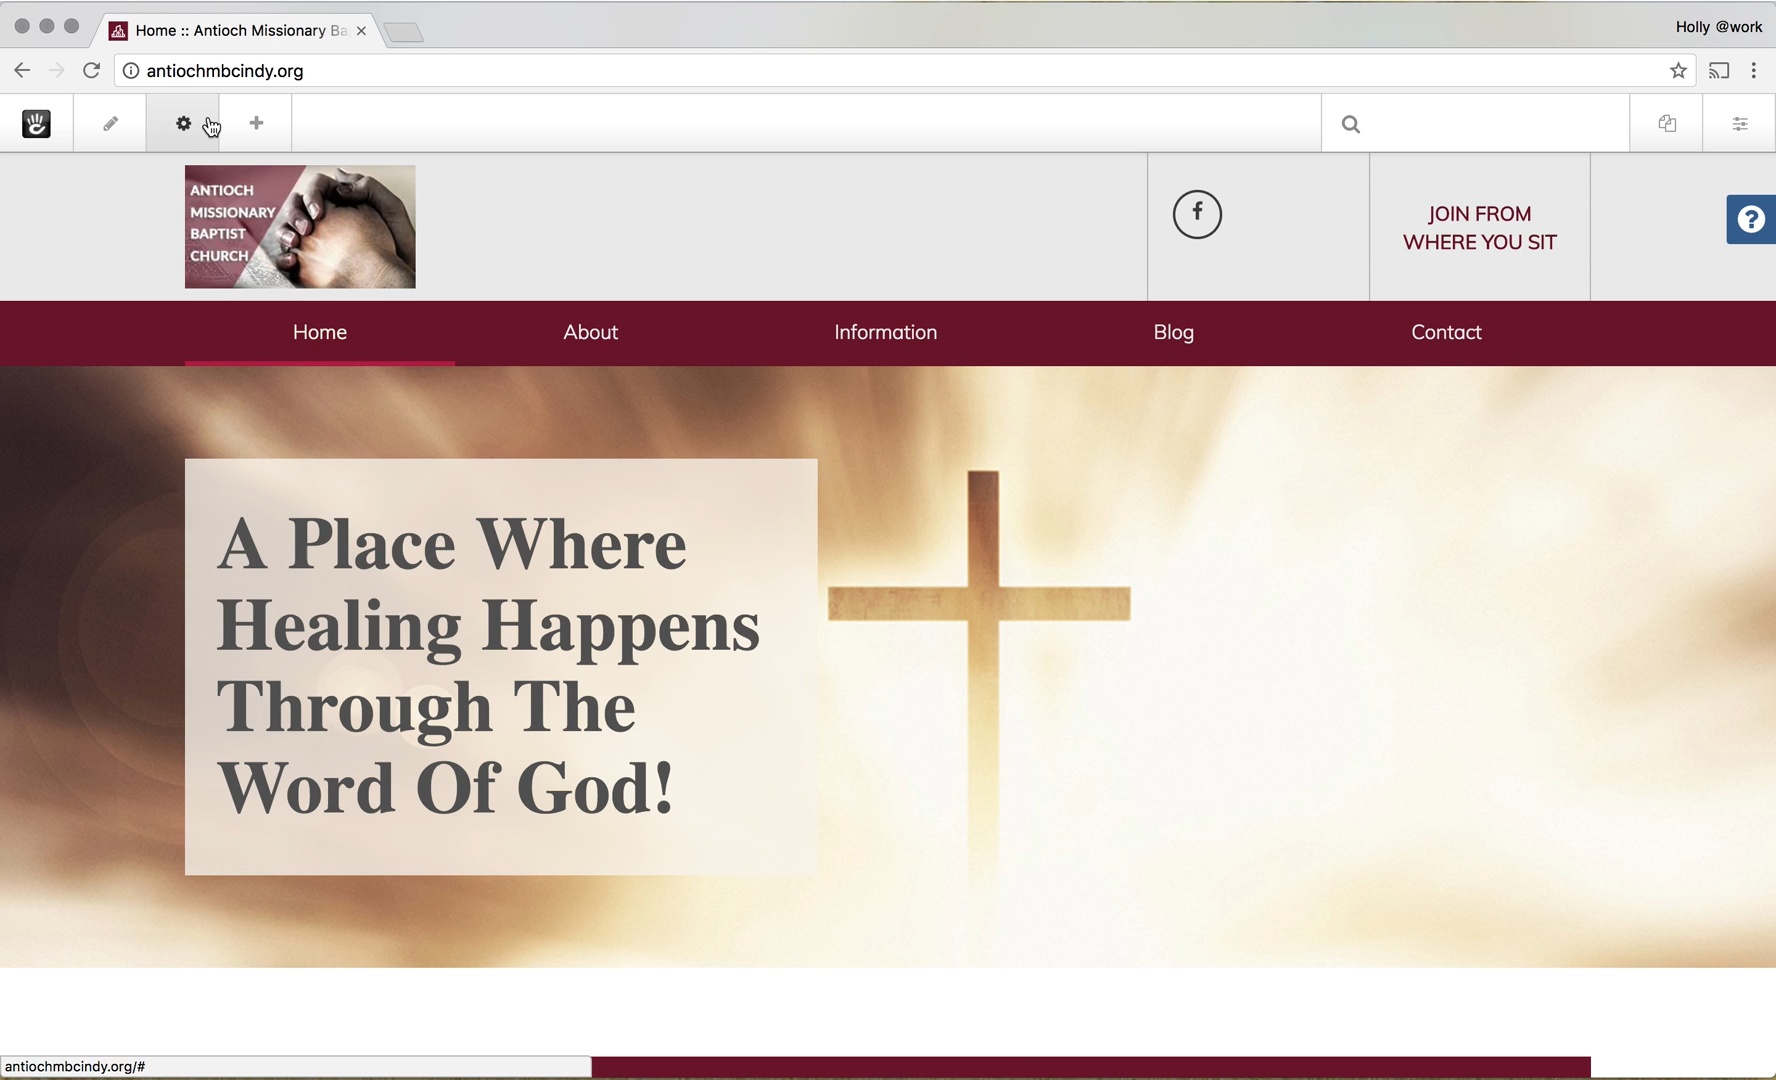 Home :: Antioch Missionary Ba
Holly @work
antiochmbcindy.org
ANTIOCH
MISSIONARY
BAPTIST
CHURCH
f
JOIN FROM
WHERE YOU SIT
?
Home
About
Information
Blog
Contact
A Place Where
Healing Happens
Through The
Word Of God!
antiochmbcindy.org/#